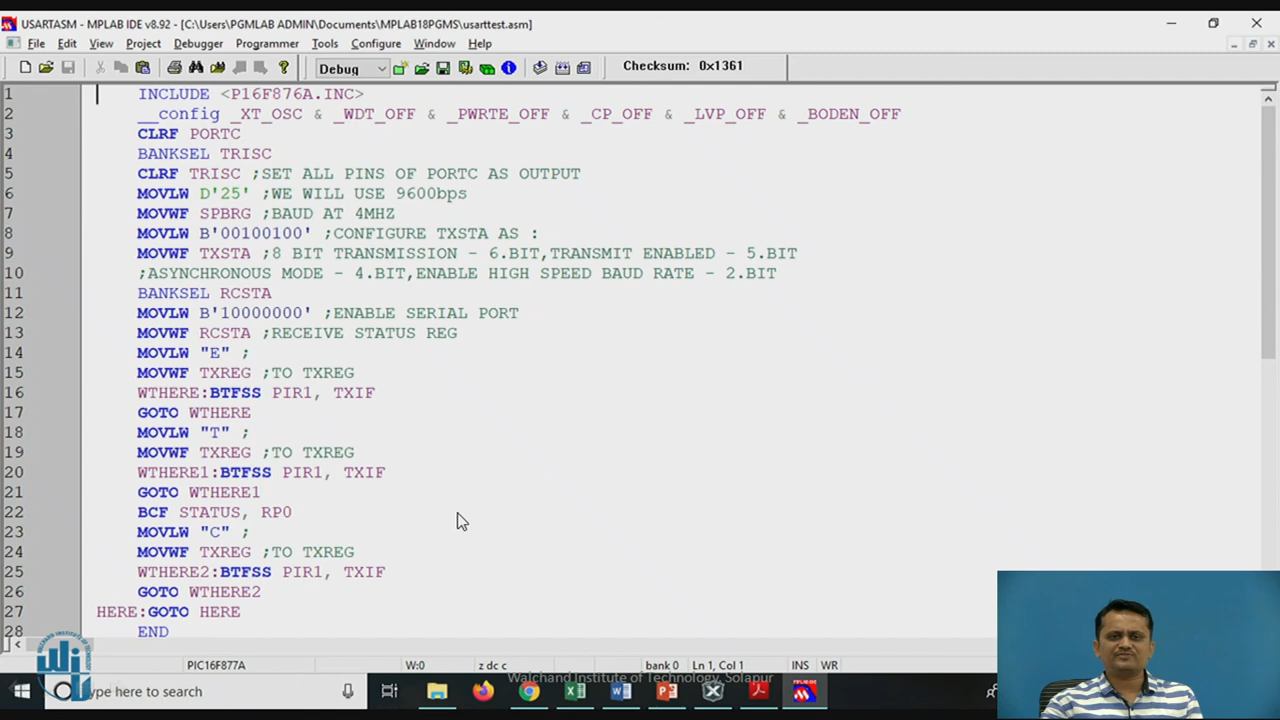 USARTASM - MPLAB IDE v8.92 - [C:\Users\PGMLAB ADMIN\Documents\MPLAB18PGMS\usarttest.asm]
File Edit View Project Debugger Programmer Tools Configure Window Help
Debug Checksum: 0x1361
1 INCLUDE <P16F876A.INC>
2 __config _XT_OSC & _WDT_OFF & _PWRTE_OFF & _CP_OFF & _LVP_OFF & _BODEN_OFF
3 CLRF PORTC
4 BANKSEL TRISC
5 CLRF TRISC ;SET ALL PINS OF PORTC AS OUTPUT
6 MOVLW D'25' ;WE WILL USE 9600bps
7 MOVWF SPBRG ;BAUD AT 4MHZ
8 MOVLW B'00100100' ;CONFIGURE TXSTA AS :
9 MOVWF TXSTA ;8 BIT TRANSMISSION - 6.BIT,TRANSMIT ENABLED - 5.BIT
10 ;ASYNCHRONOUS MODE - 4.BIT,ENABLE HIGH SPEED BAUD RATE - 2.BIT
11 BANKSEL RCSTA
12 MOVLW B'10000000' ;ENABLE SERIAL PORT
13 MOVWF RCSTA ;RECEIVE STATUS REG
14 MOVLW "E" ;
15 MOVWF TXREG ;TO TXREG
16 WTHERE:BTFSS PIR1, TXIF
17 GOTO WTHERE
18 MOVLW "T" ;
19 MOVWF TXREG ;TO TXREG
20 WTHERE1:BTFSS PIR1, TXIF
21 GOTO WTHERE1
22 BCF STATUS, RP0
23 MOVLW "C" ;
24 MOVWF TXREG ;TO TXREG
25 WTHERE2:BTFSS PIR1, TXIF
26 GOTO WTHERE2
27 HERE:GOTO HERE
28 END
PIC16F877A W:0 z dc c bank 0 Ln 1, Col 1 INS WR
Walchand Institute of Technology, Solapur
ype here to search